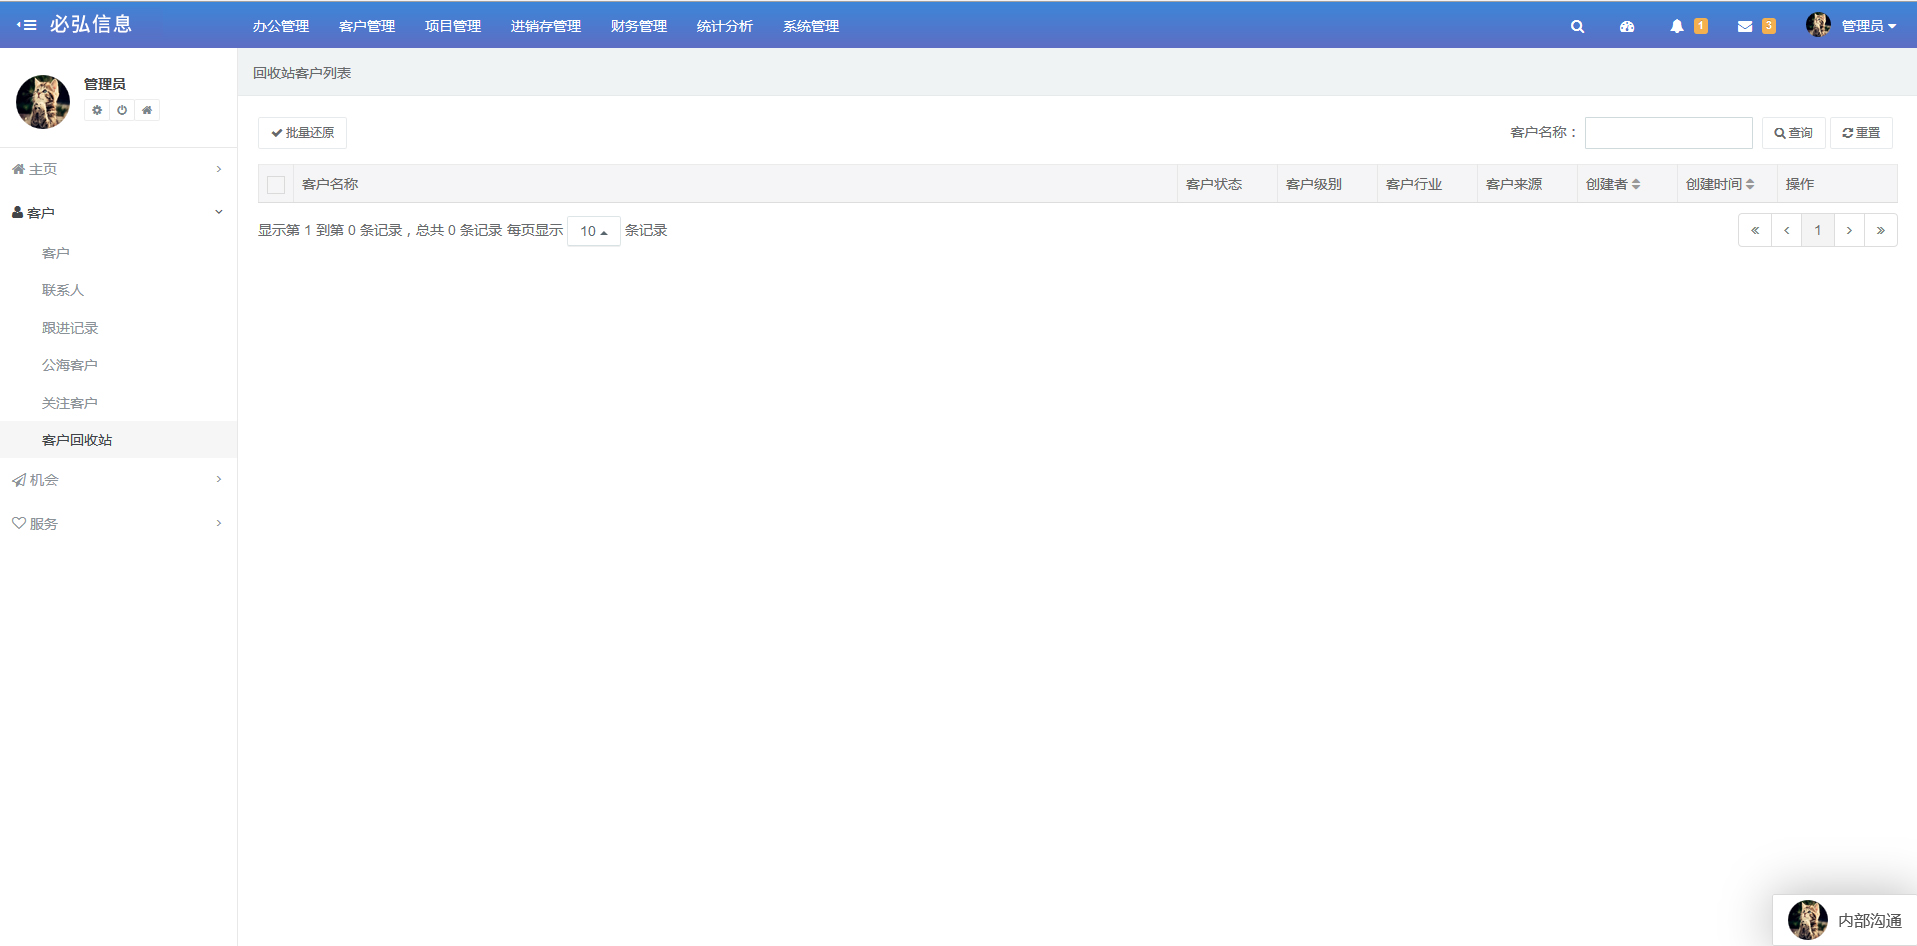 必弘信息 办公管理 客户管理 项目管理 进销存管理 财务管理 统计分析 系统管理 1 3 管理员
管理员
主页
客户
客户
联系人
跟进记录
公海客户
关注客户
客户回收站
机会
服务
回收站客户列表
批量还原 客户名称： 查询 重置
客户名称 客户状态 客户级别 客户行业 客户来源 创建者 创建时间 操作
显示第 1 到第 0 条记录，总共 0 条记录 每页显示 10 条记录 « ‹ 1 › »
内部沟通